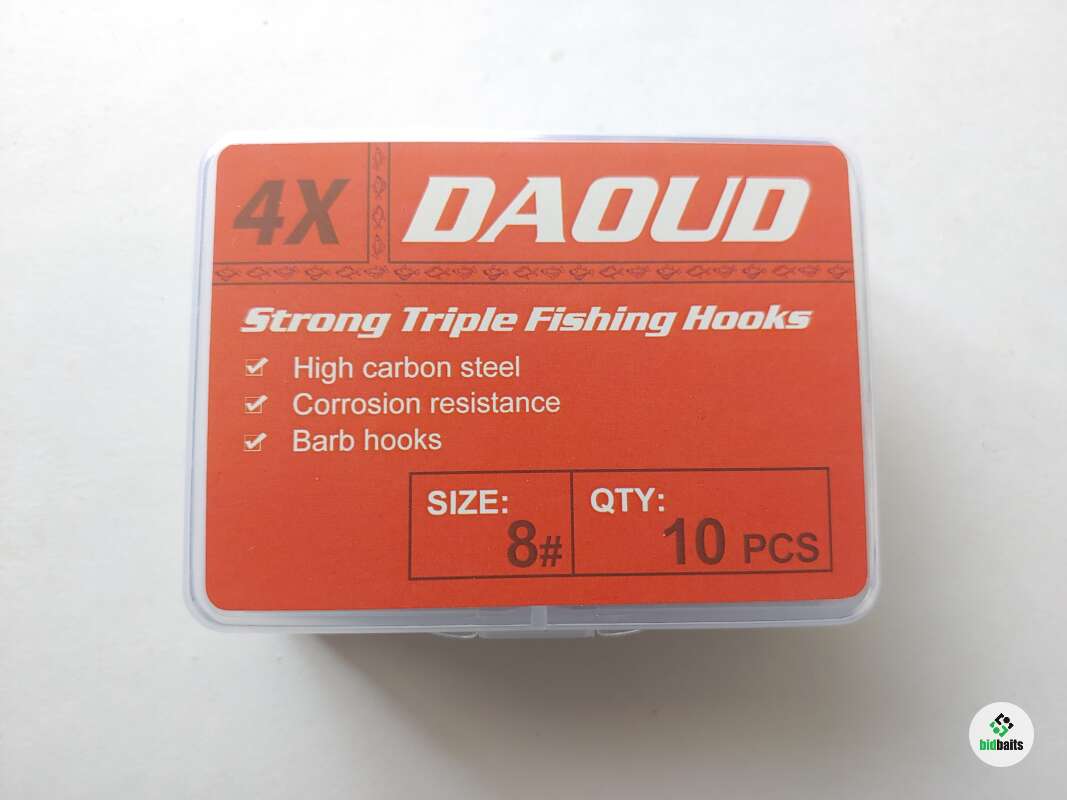 4X
DAOUD
Strong Triple Fishing Hooks
High carbon steel
Corrosion resistance
Barb hooks
SIZE:
8#
QTY:
10 PCS
bidbaits